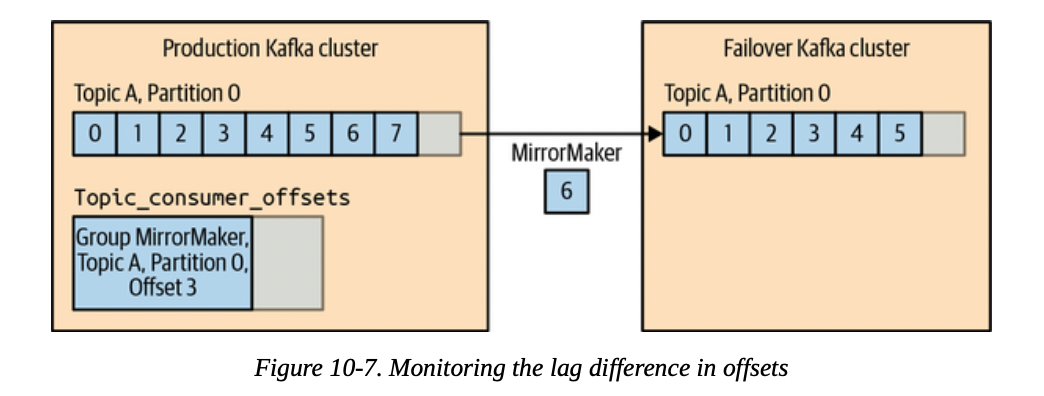 Production Kafka cluster
Topic A, Partition 0
0 1 2 3 4 5 6 7
Topic_consumer_offsets
Group MirrorMaker,
Topic A, Partition 0,
Offset 3
MirrorMaker
6
Failover Kafka cluster
Topic A, Partition 0
0 1 2 3 4 5
Figure 10-7. Monitoring the lag difference in offsets